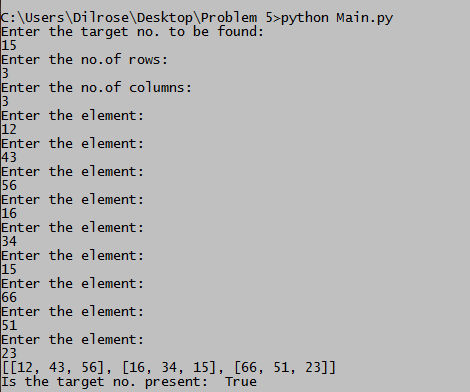 C:\Users\Dilrose\Desktop\Problem 5>python Main.py
Enter the target no. to be found:
15
Enter the no.of rows:
3
Enter the no.of columns:
3
Enter the element:
12
Enter the element:
43
Enter the element:
56
Enter the element:
16
Enter the element:
34
Enter the element:
15
Enter the element:
66
Enter the element:
51
Enter the element:
23
[[12, 43, 56], [16, 34, 15], [66, 51, 23]]
Is the target no. present:  True